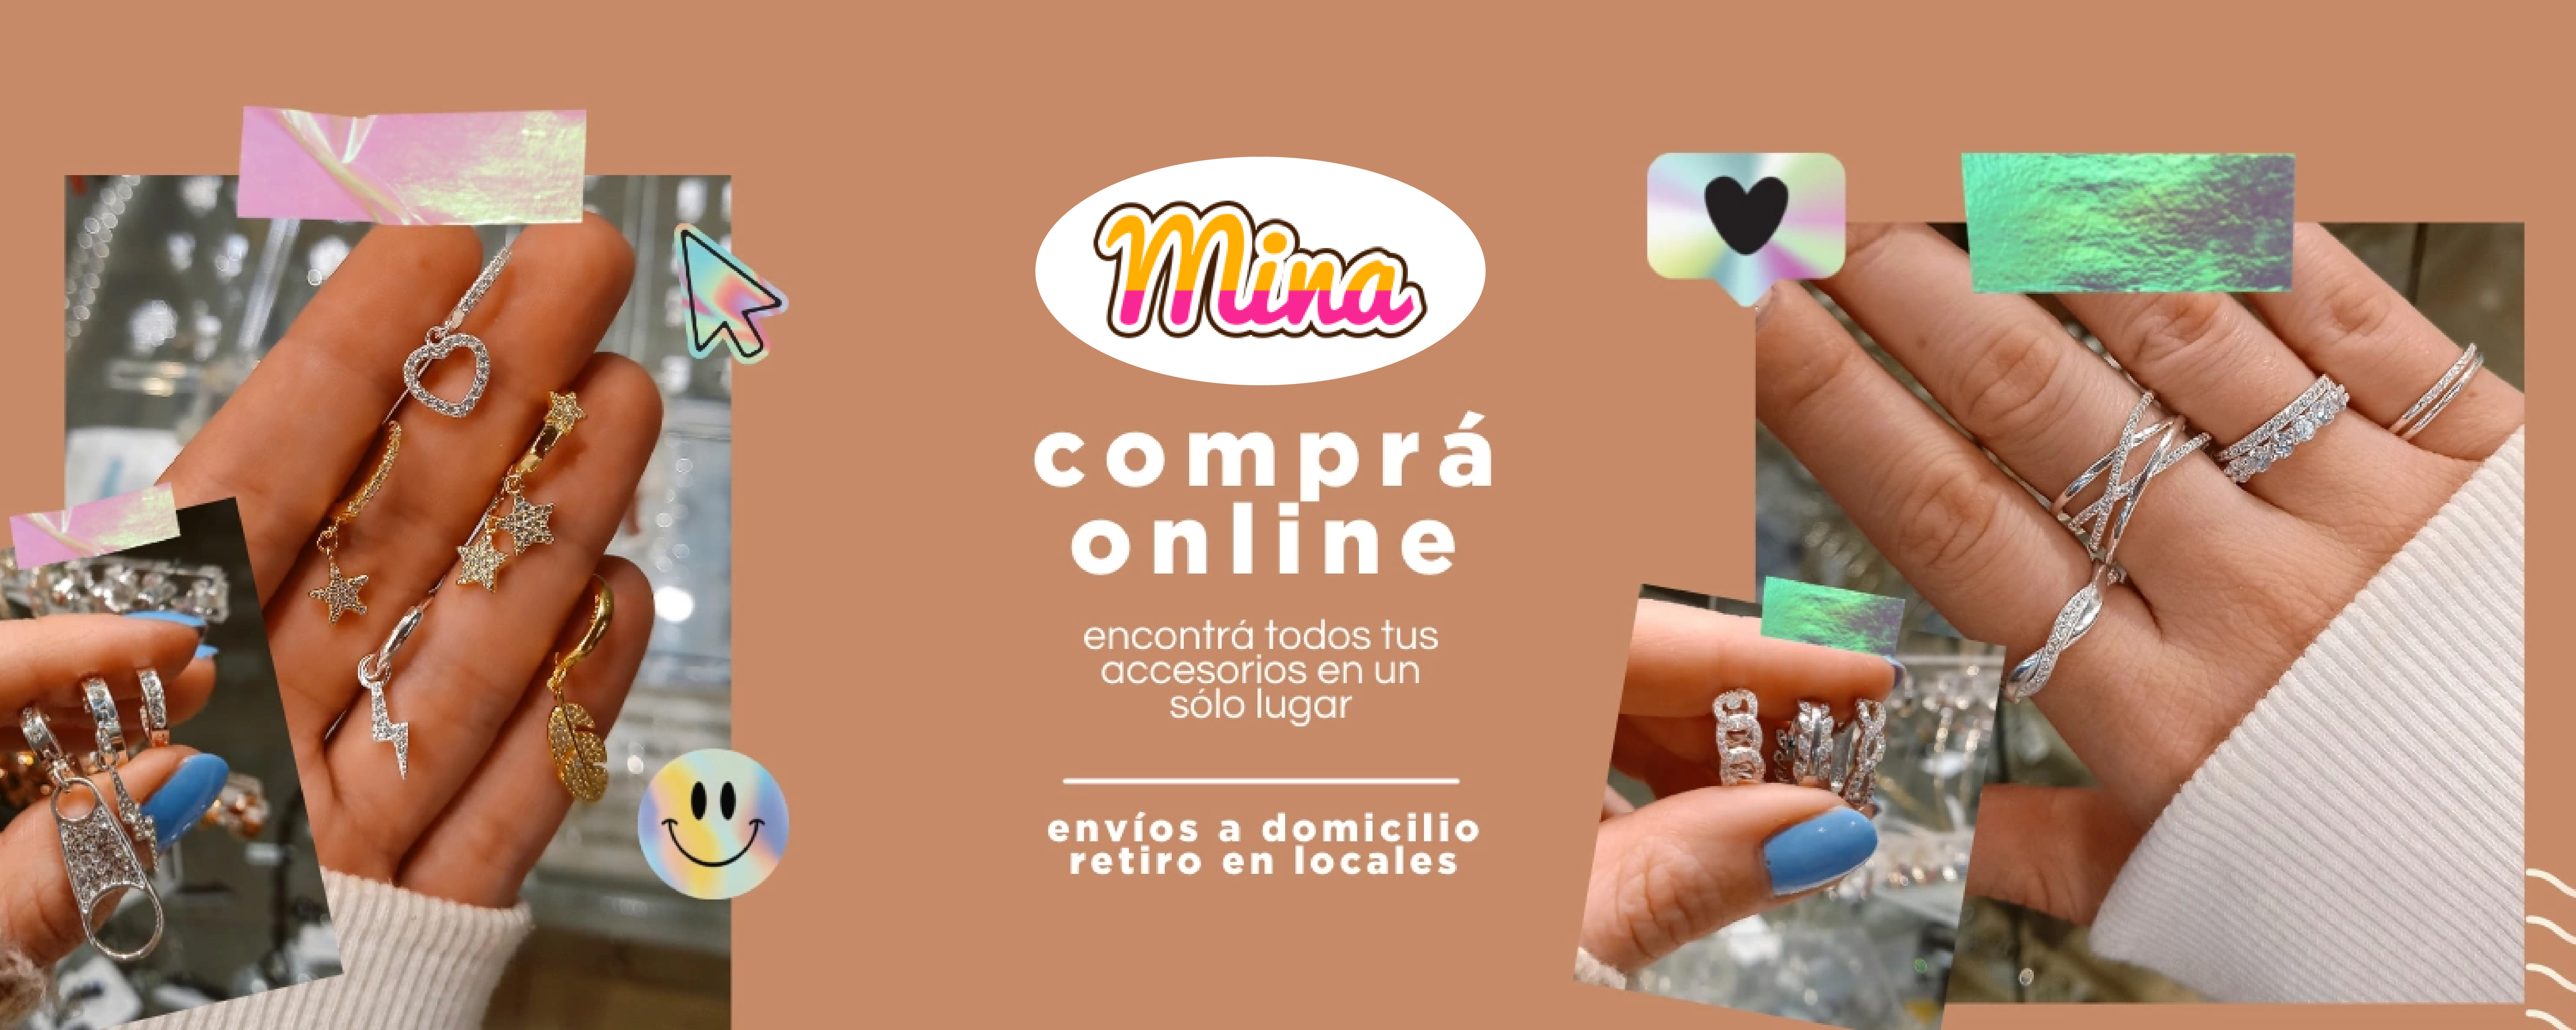 Mina
comprá
online
encontrá todos tus
accesorios en un
sólo lugar
envíos a domicilio
retiro en locales